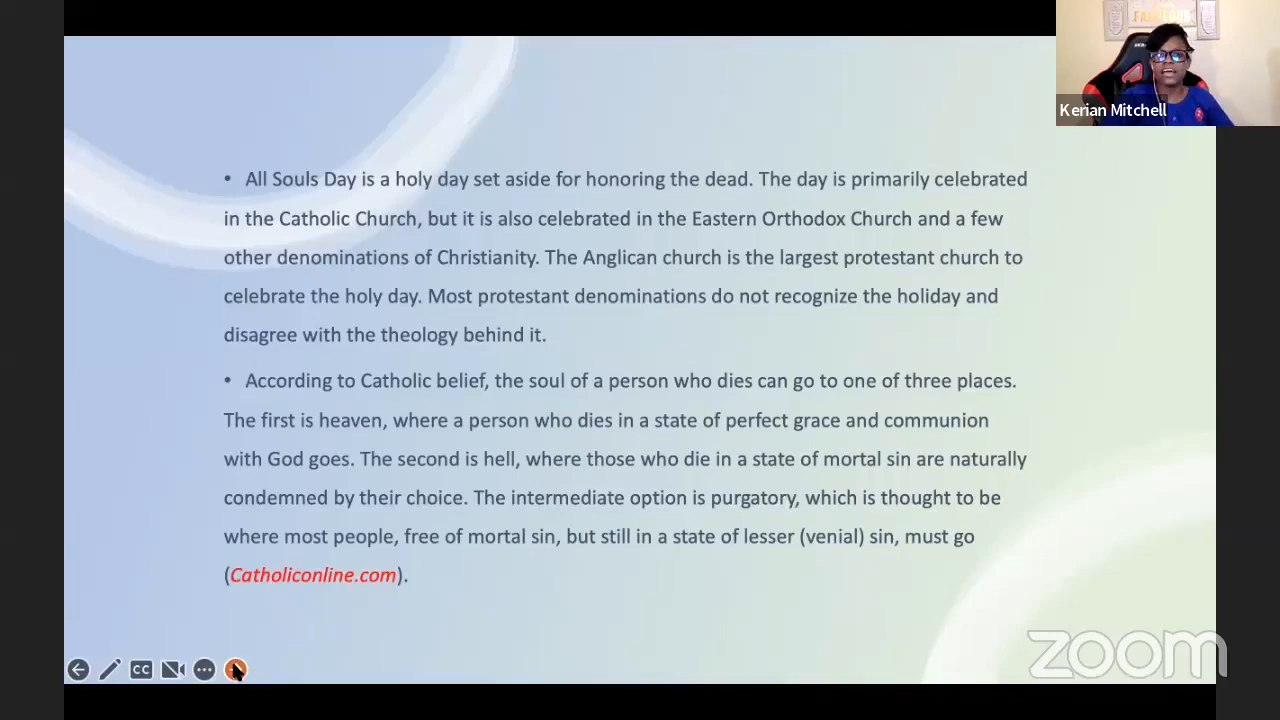 FABULOUS
Kerian Mitchell
• All Souls Day is a holy day set aside for honoring the dead. The day is primarily celebrated
in the Catholic Church, but it is also celebrated in the Eastern Orthodox Church and a few
other denominations of Christianity. The Anglican church is the largest protestant church to
celebrate the holy day. Most protestant denominations do not recognize the holiday and
disagree with the theology behind it.
• According to Catholic belief, the soul of a person who dies can go to one of three places.
The first is heaven, where a person who dies in a state of perfect grace and communion
with God goes. The second is hell, where those who die in a state of mortal sin are naturally
condemned by their choice. The intermediate option is purgatory, which is thought to be
where most people, free of mortal sin, but still in a state of lesser (venial) sin, must go
(Catholiconline.com).
CC
zoom